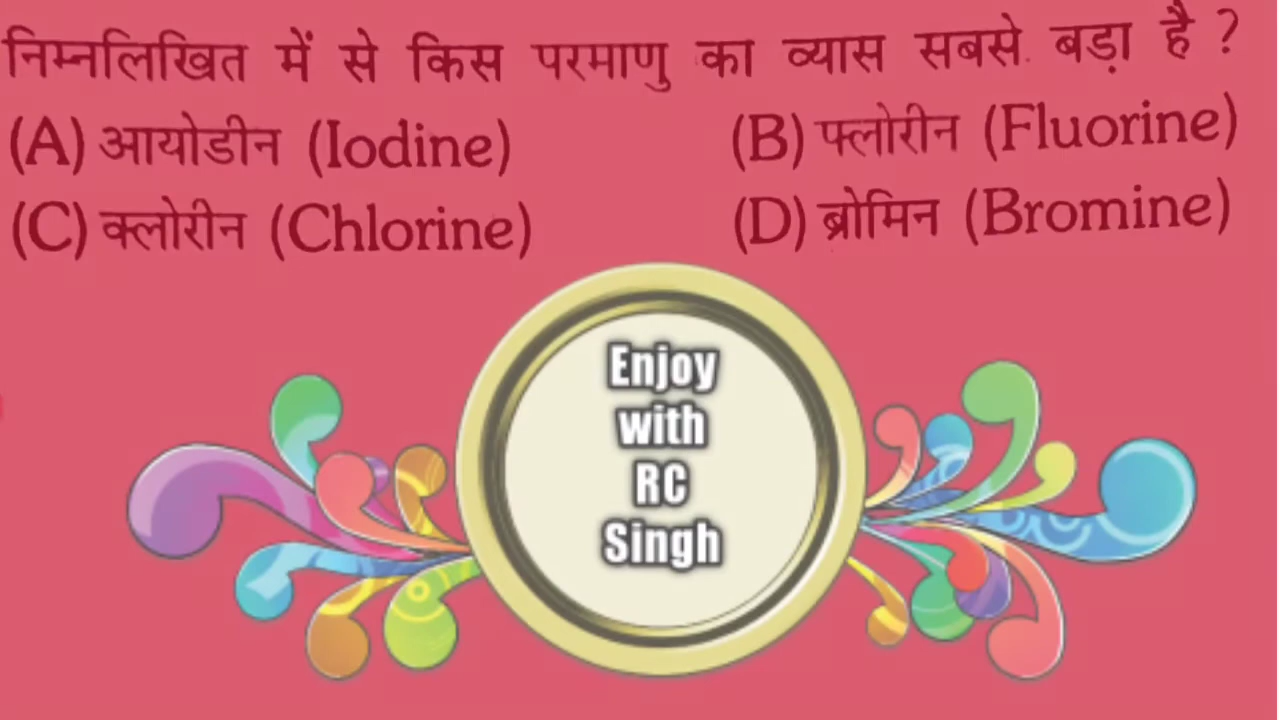 निम्नलिखित में से किस परमाणु का व्यास सबसे बड़ा है ?
(A) आयोडीन (Iodine) (B) फ्लोरीन (Fluorine)
(C) क्लोरीन (Chlorine) (D) ब्रोमिन (Bromine)
Enjoy
with
RC
Singh